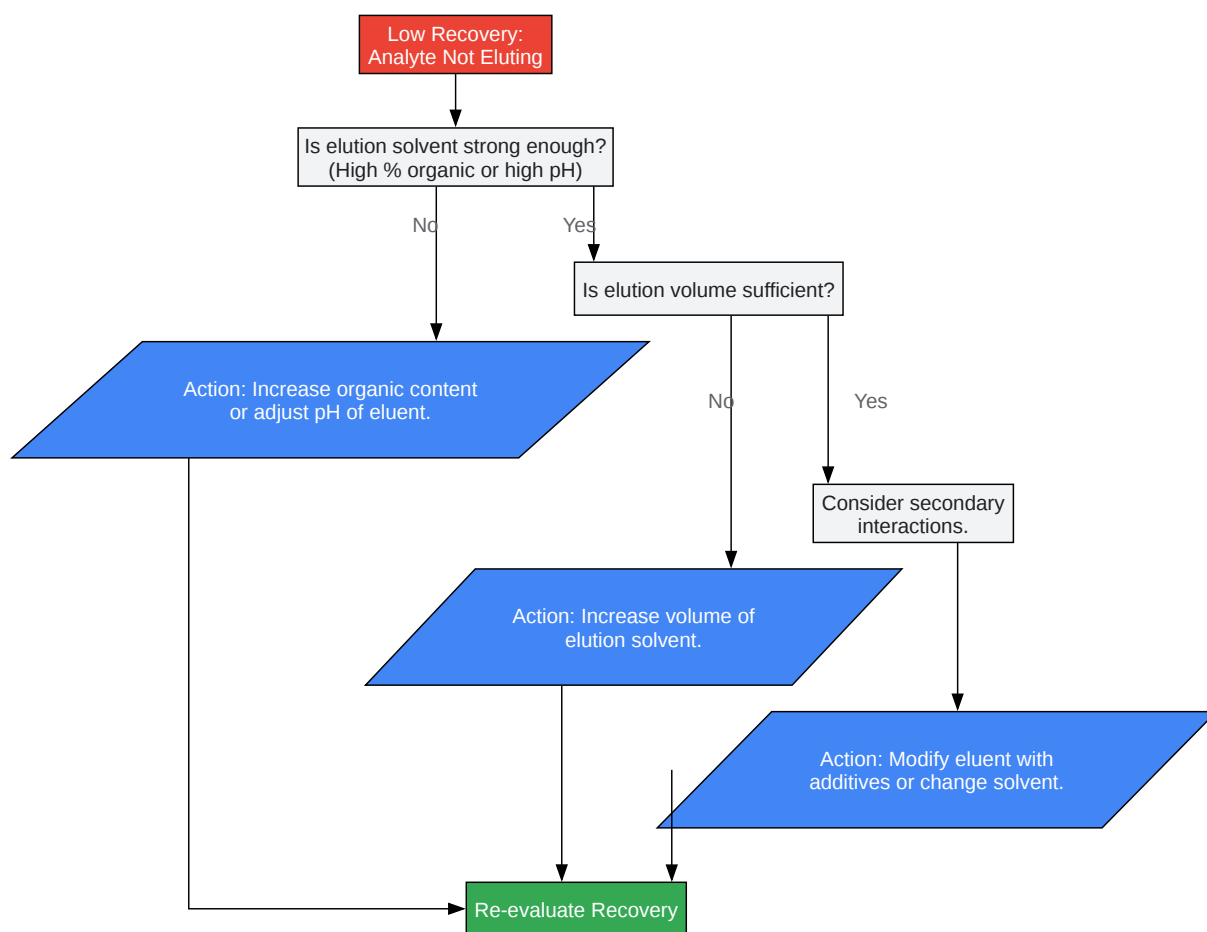 Low Recovery:
Analyte Not Eluting
Is elution solvent strong enough?
(High % organic or high pH)
No
Yes
Is elution volume sufficient?
Action: Increase organic content
or adjust pH of eluent.
No
Yes
Consider secondary
interactions.
Action: Increase volume of
elution solvent.
Action: Modify eluent with
additives or change solvent.
Re-evaluate Recovery